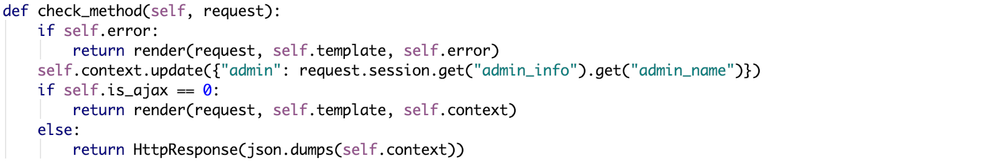 def check_method(self, request):
    if self.error:
        return render(request, self.template, self.error)
    self.context.update({"admin": request.session.get("admin_info").get("admin_name")})
    if self.is_ajax == 0:
        return render(request, self.template, self.context)
    else:
        return HttpResponse(json.dumps(self.context))